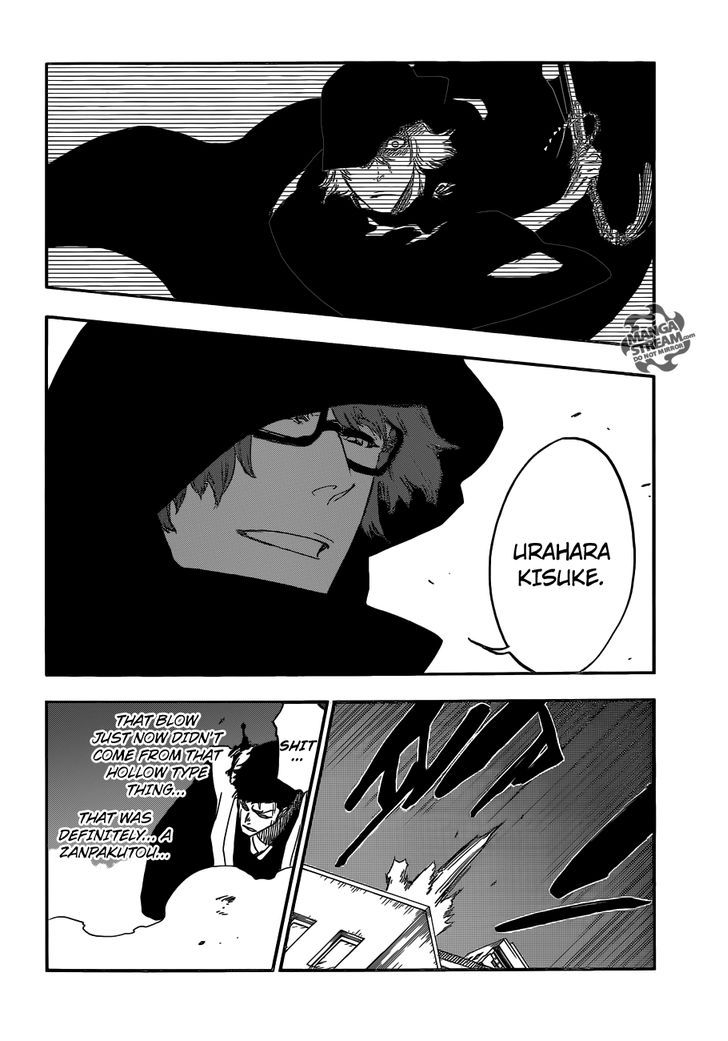 MANGA
STREAM.com
DO NOT MIRROR
URAHARA
KISUKE.
SHIT
...
THAT BLOW
JUST NOW DIDN'T
COME FROM THAT
HOLLOW TYPE
THING...
THAT WAS
DEFINITELY... A
ZANPAKUTOU...